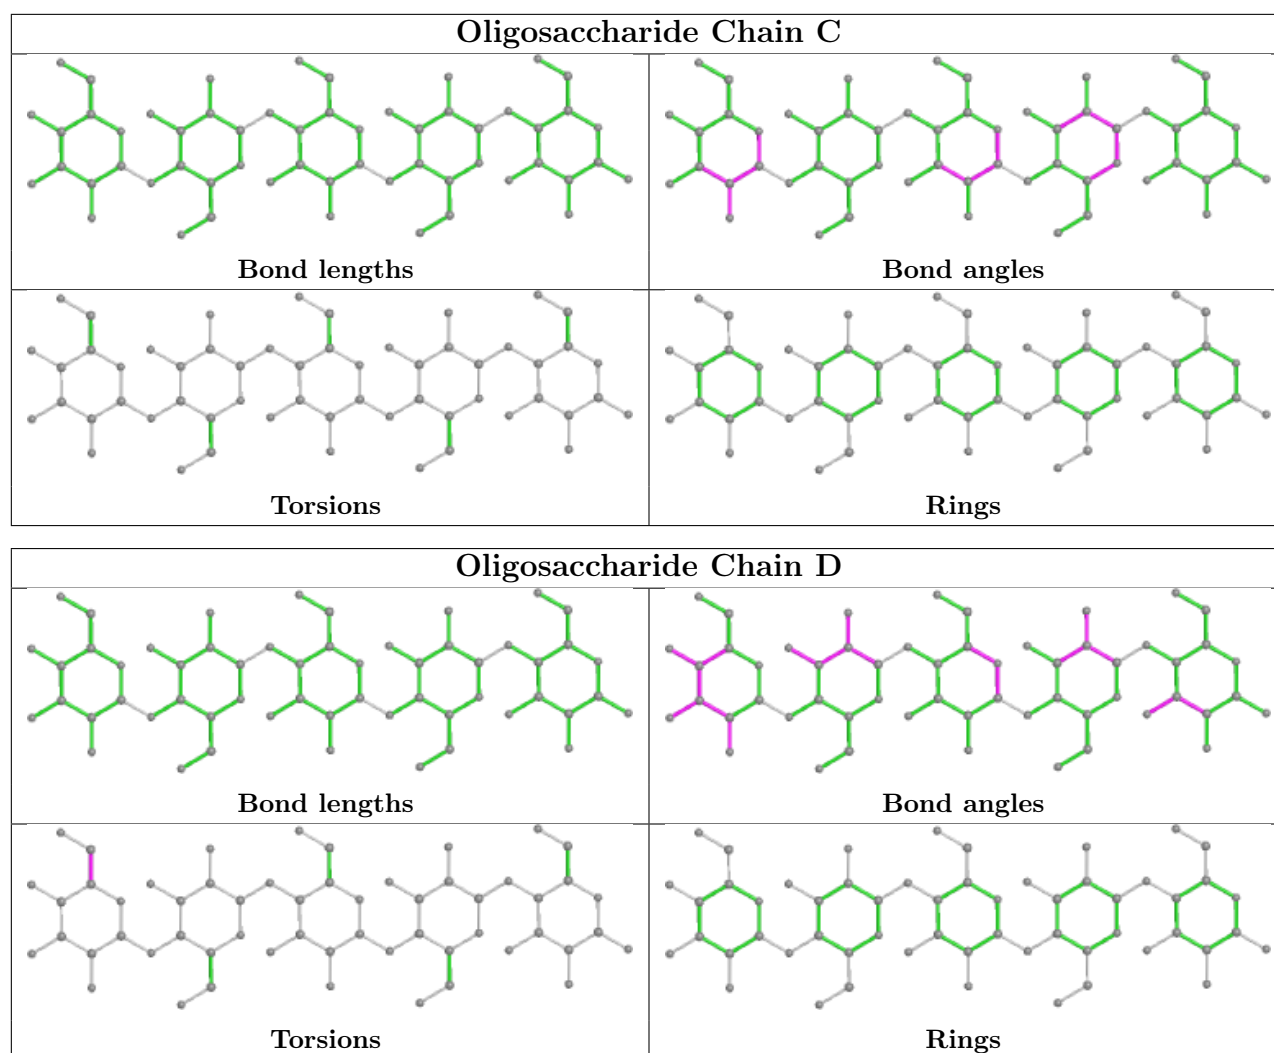 Oligosaccharide Chain C
Bond lengths
Bond angles
Torsions
Rings
Oligosaccharide Chain D
Bond lengths
Bond angles
Torsions
Rings